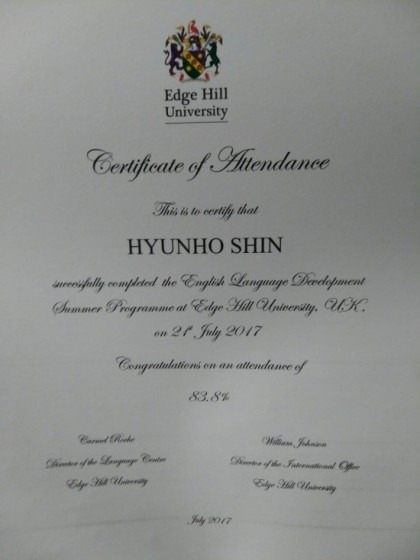 Edge Hill
University
Certificate of Attendance
This is to certify that
HYUNHO SHIN
successfully completed the English Language Development
Summer Programme at Edge Hill University, UK,
on 21st July 2017
Congratulations on an attendance of
83.8%
Carmel Roche
Director of the Language Centre
Edge Hill University
William Johnson
Director of the International Office
Edge Hill University
July 2017